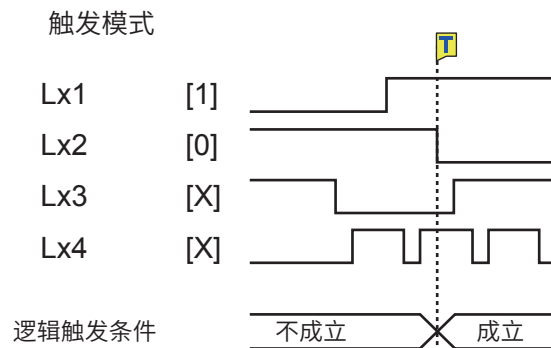 触发模式
T
Lx1 [1]
Lx2 [0]
Lx3 [X]
Lx4 [X]
逻辑触发条件 不成立 成立